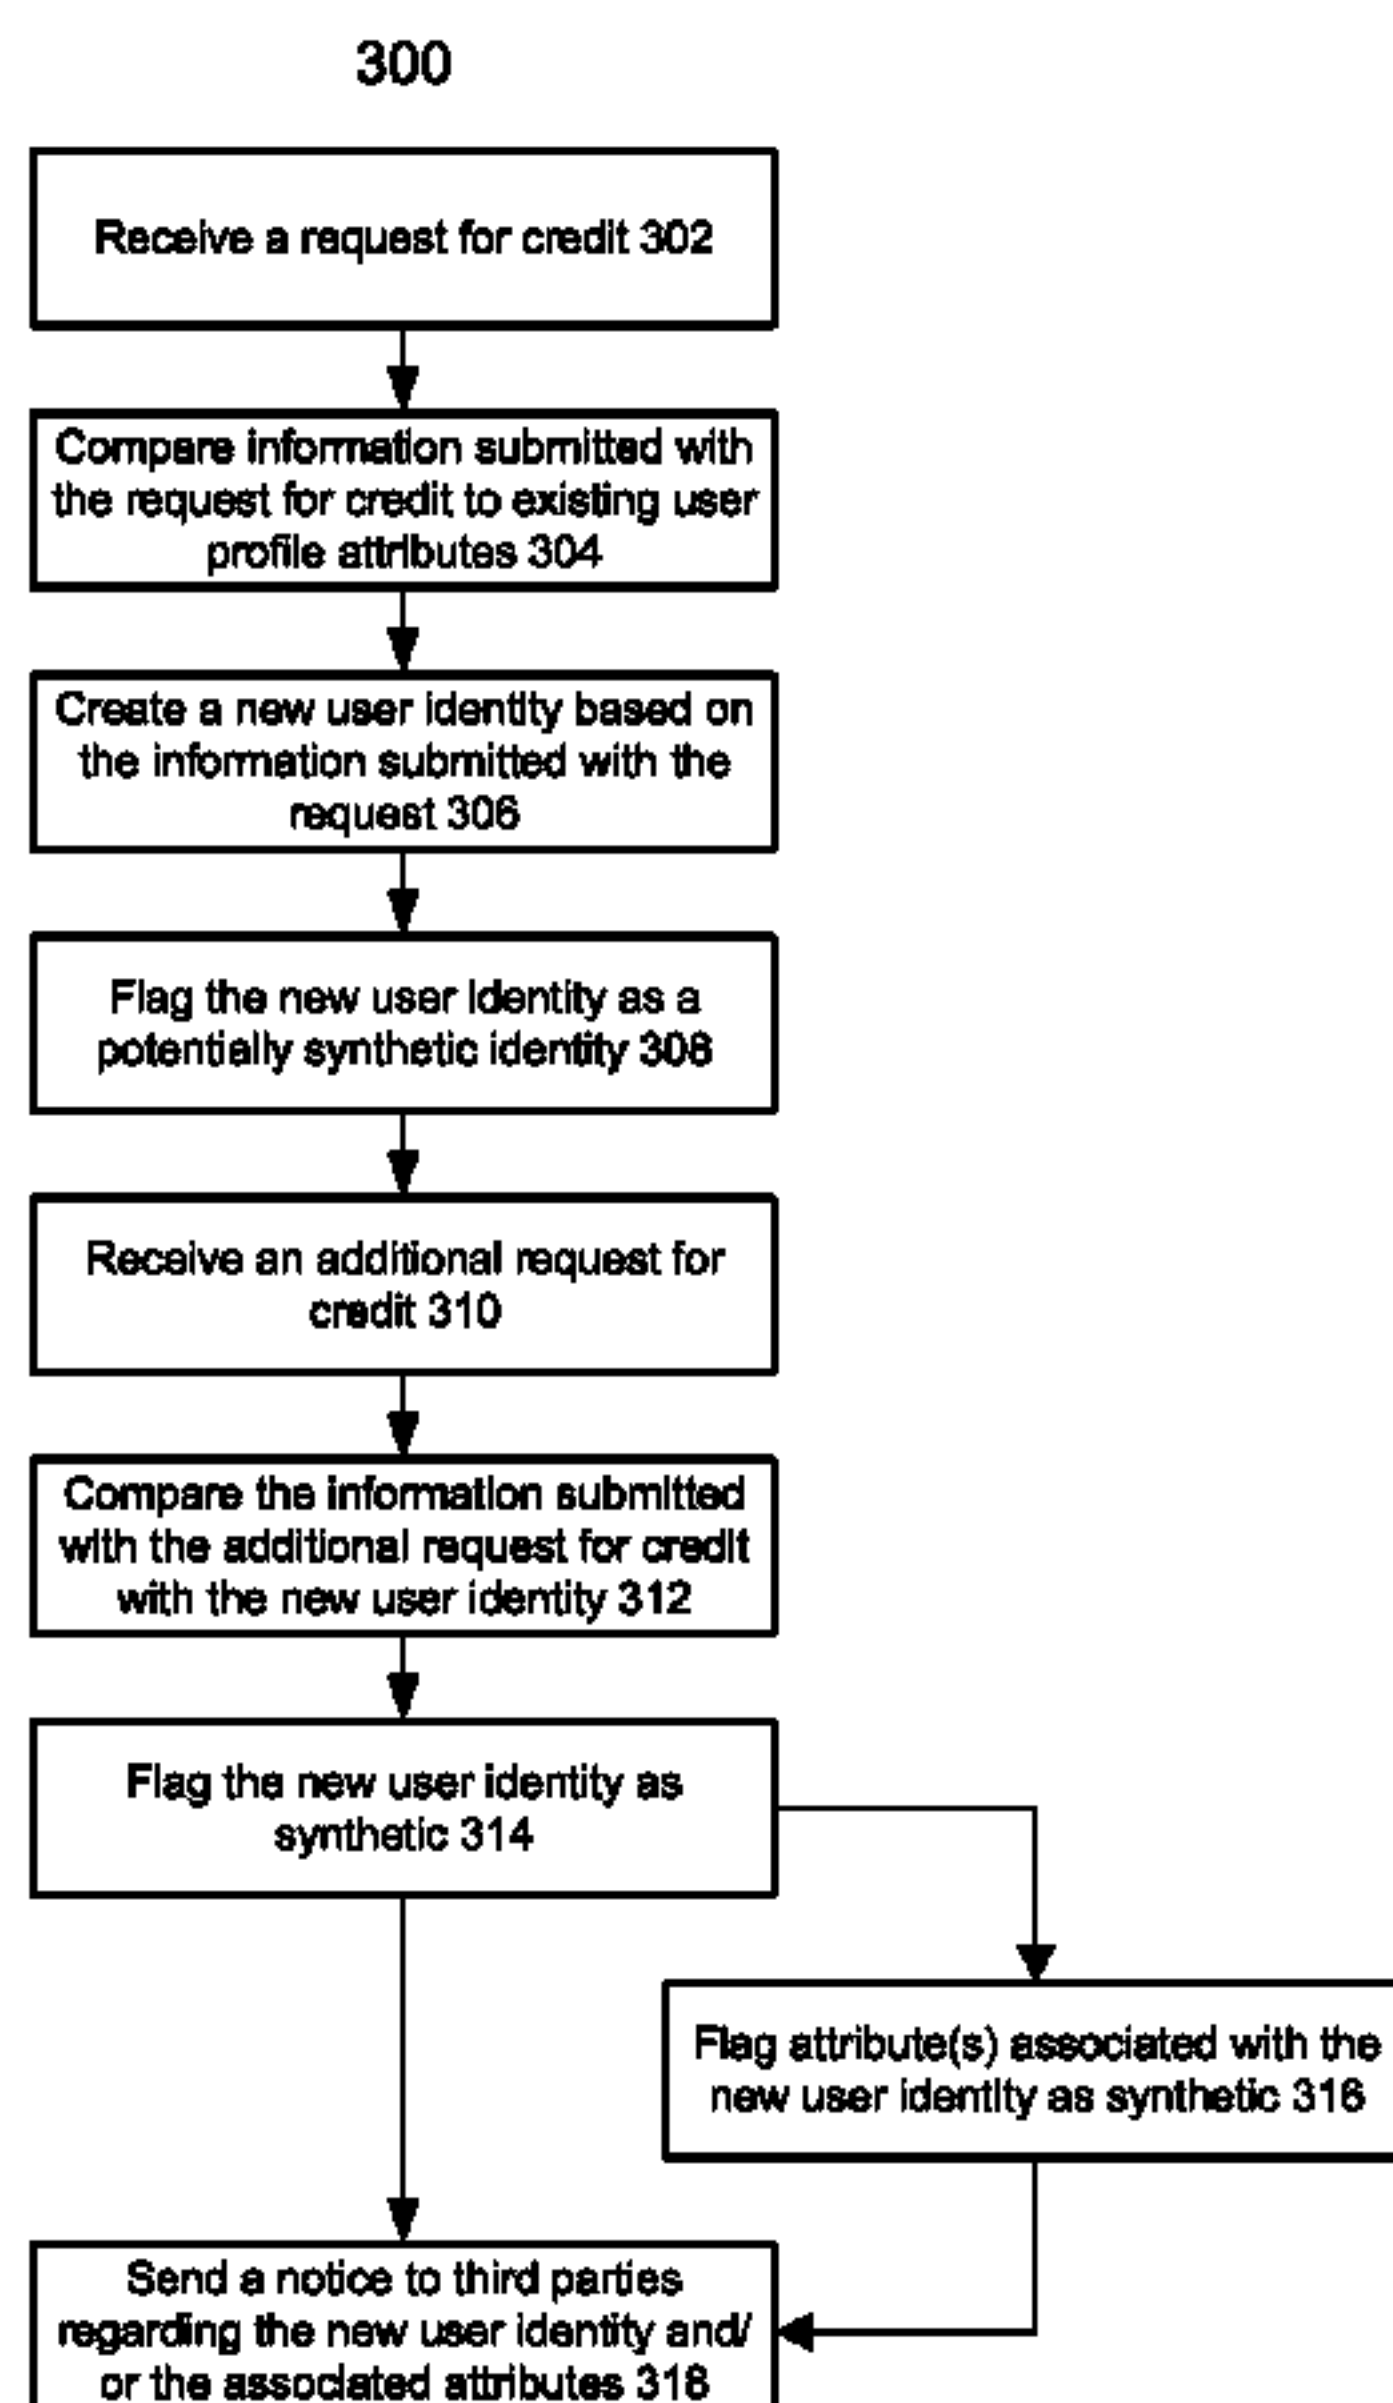 300
Receive a request for credit 302
Compare information submitted with
the request for credit to existing user
profile attributes 304
Create a new user identity based on
the information submitted with the
request 306
Flag the new user identity as a
potentially synthetic identity 308
Receive an additional request for
credit 310
Compare the information submitted
with the additional request for credit
with the new user identity 312
Flag the new user identity as
synthetic 314
Flag attribute(s) associated with the
new user identity as synthetic 316
Send a notice to third parties
regarding the new user identity and/
or the associated attributes 318